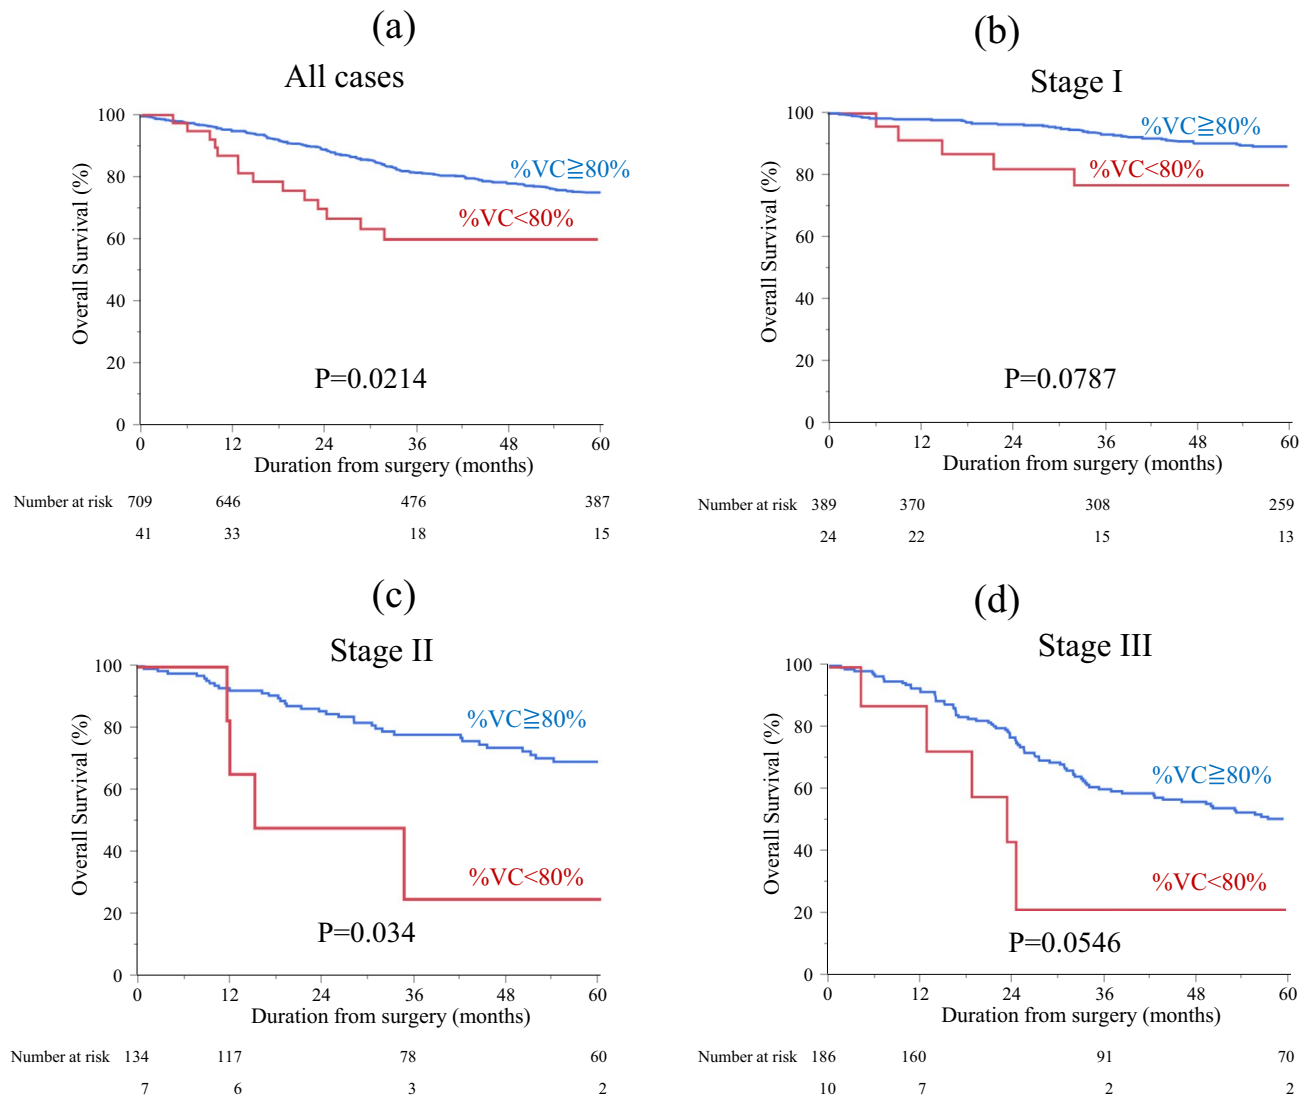 (a)
All cases
100
80
60
40
20
0
Overall Survival (%)
%VC≧80%
%VC<80%
P=0.0214
0 12 24 36 48 60
Duration from surgery (months)
Number at risk 709 646 476 387
41 33 18 15
(b)
Stage I
100
80
60
40
20
0
Overall Survival (%)
%VC≧80%
%VC<80%
P=0.0787
0 12 24 36 48 60
Duration from surgery (months)
Number at risk 389 370 308 259
24 22 15 13
(c)
Stage II
100
80
60
40
20
0
Overall Survival (%)
%VC≧80%
%VC<80%
P=0.034
0 12 24 36 48 60
Duration from surgery (months)
Number at risk 134 117 78 60
7 6 3 2
(d)
Stage III
100
80
60
40
20
0
Overall Survival (%)
%VC≧80%
%VC<80%
P=0.0546
0 12 24 36 48 60
Duration from surgery (months)
Number at risk 186 160 91 70
10 7 2 2